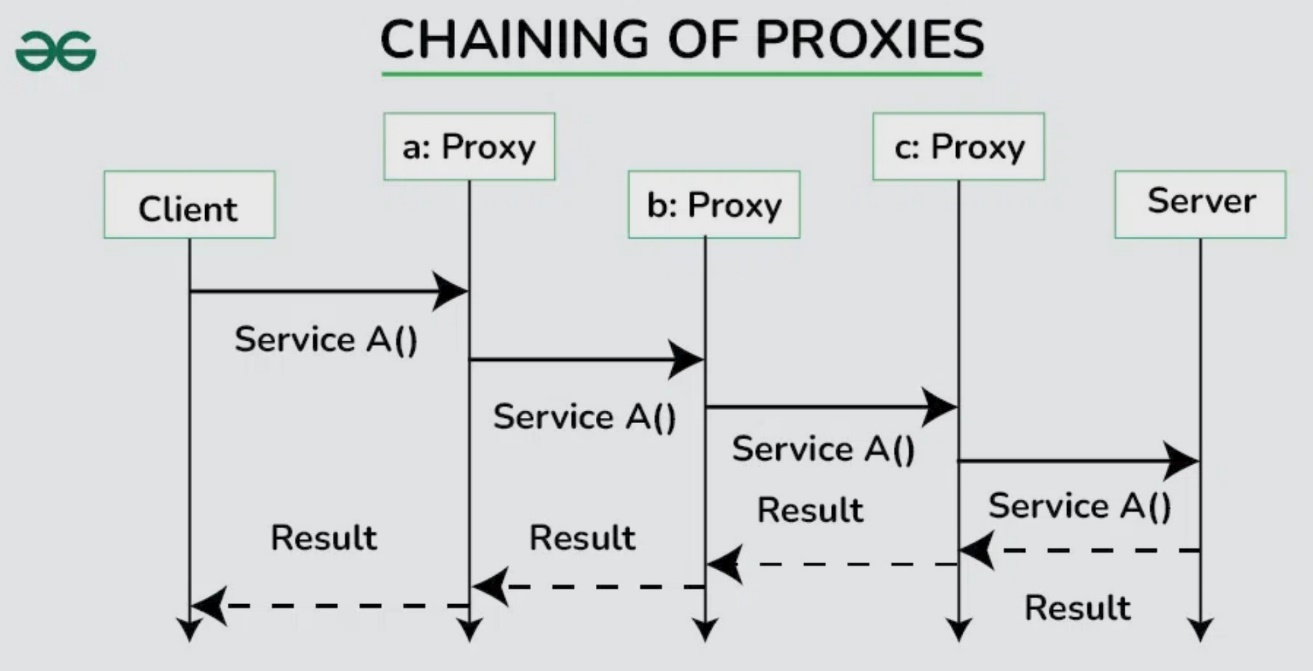 CHAINING OF PROXIES
a: Proxy
c: Proxy
Client
b: Proxy
Server
Service A()
Service A()
Service A()
Service A()
Result
Result
Result
Result